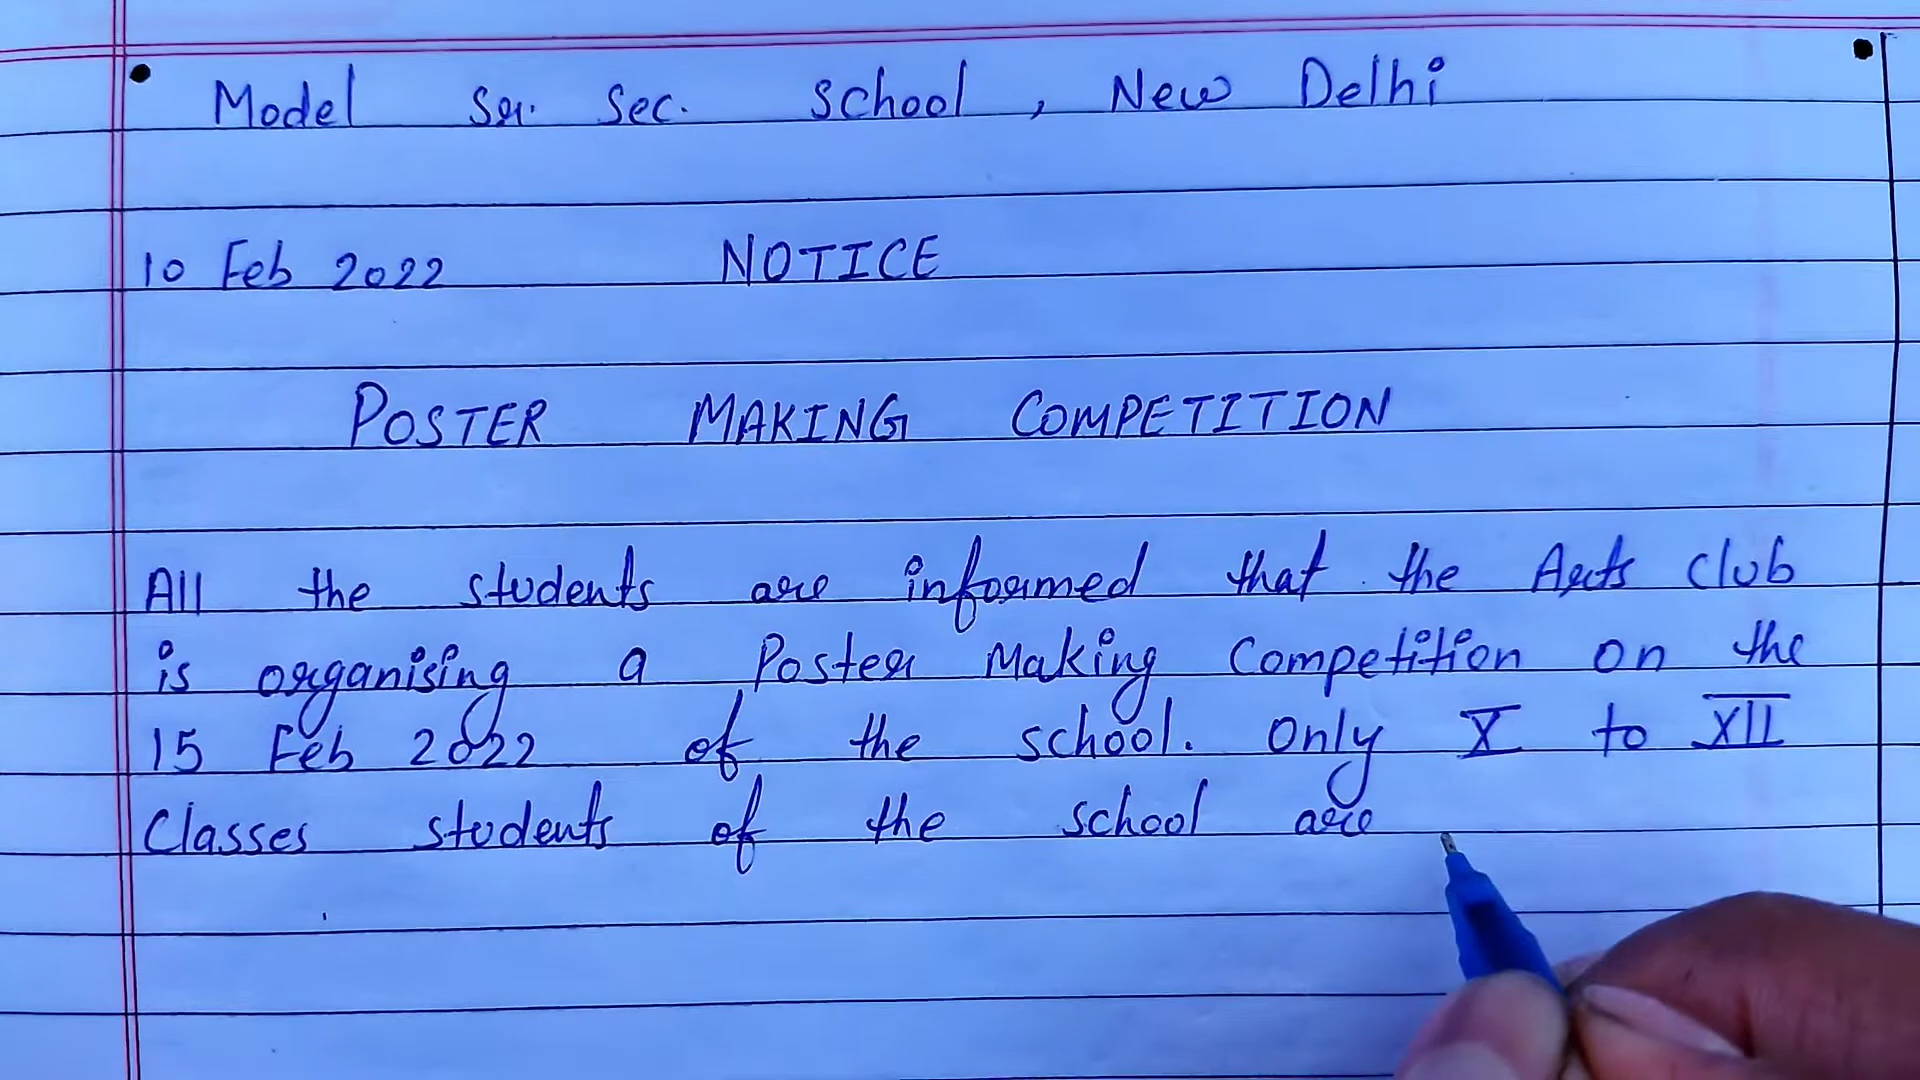 Model Sr. Sec. School, New Delhi
10 Feb 2022 NOTICE
POSTER MAKING COMPETITION
All the students are informed that the Arts club
is organising a Poster Making Competition on the
15 Feb 2022 of the school. Only X to XII
Classes students of the school are